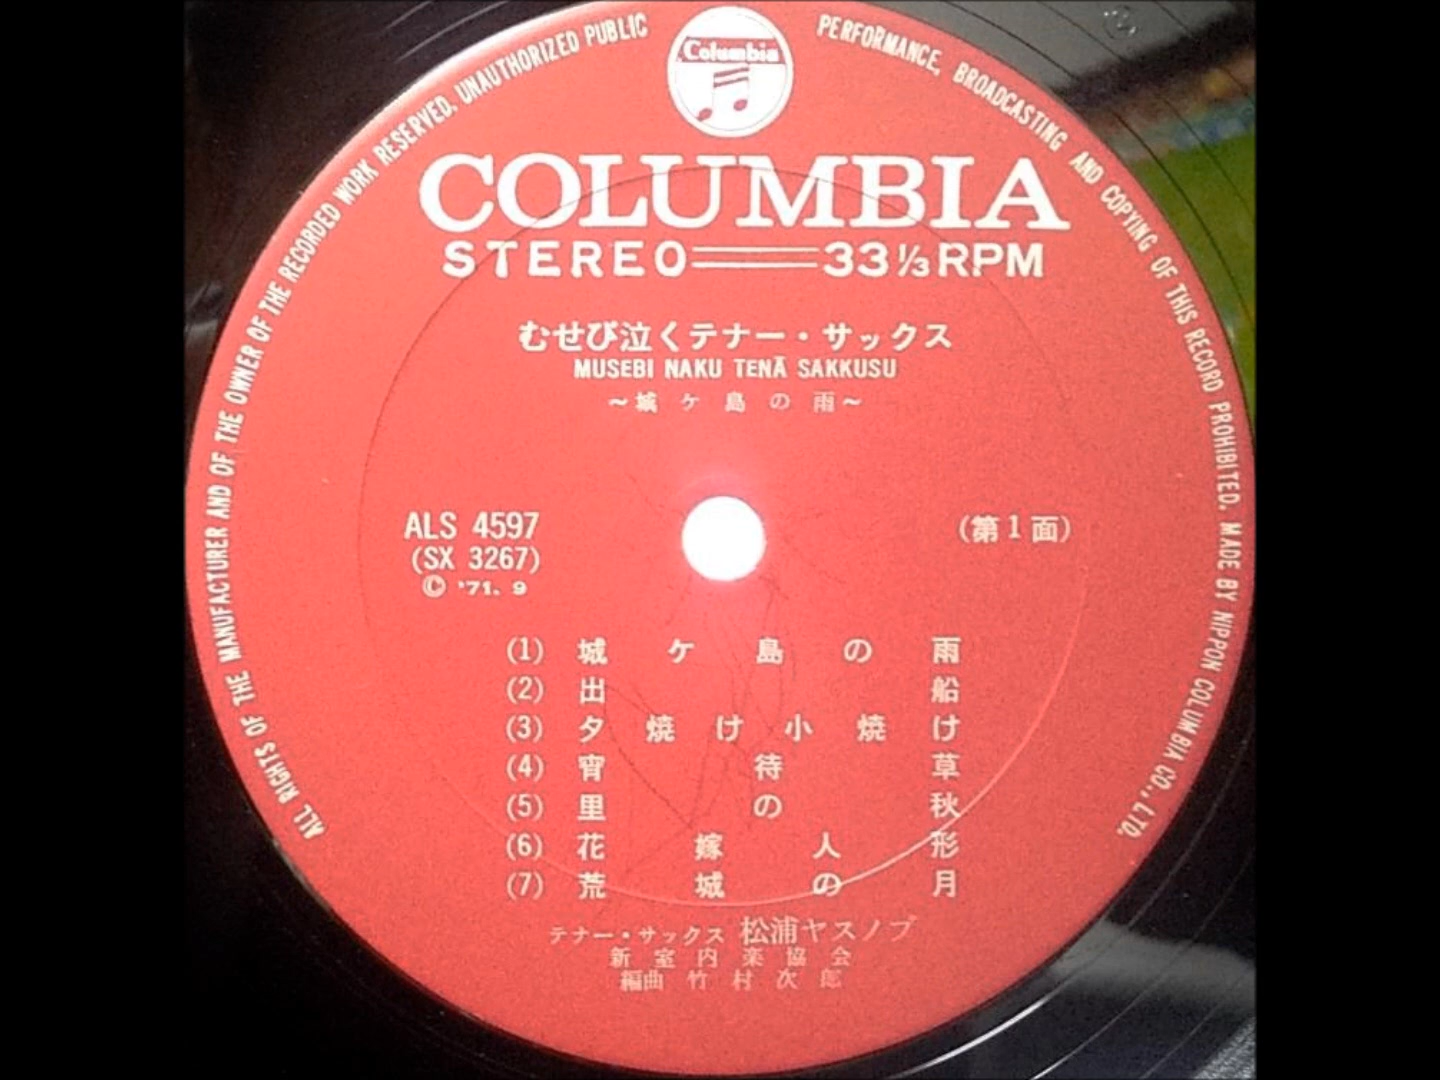 ALL RIGHTS OF THE MANUFACTURER AND OF THE OWNER OF THE RECORDED WORK RESERVED. UNAUTHORIZED PUBLIC PERFORMANCE, BROADCASTING AND COPYING OF THIS RECORD PROHIBITED. MADE BY NIPPON COLUMBIA CO., LTD.
Columbia
COLUMBIA
STEREO 33 1/3 RPM
むせび泣くテナー・サックス
MUSEBI NAKU TENĀ SAKKUSU
～城ケ島の雨～
ALS 4597
(SX 3267)
© '71. 9
(第1面)
(1) 城ケ島の雨
(2) 出船
(3) 夕焼け小焼け
(4) 宵待草
(5) 里の秋
(6) 花嫁人形
(7) 荒城の月
テナー・サックス 松浦ヤスノブ
新室内楽協会
編曲 竹村次郎